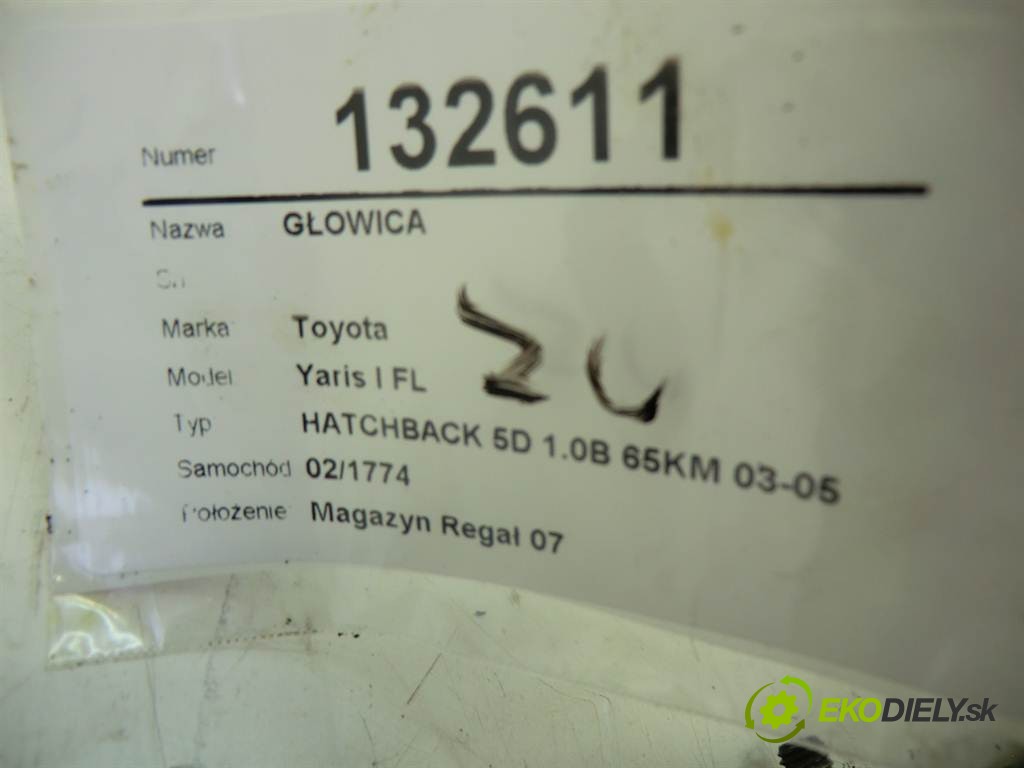 Numer 132611
Nazwa GŁOWICA
Marka Toyota
Model Yaris I FL
Typ HATCHBACK 5D 1.0B 65KM 03-05
Samochód 02/1774
Położenie Magazyn Regał 07
EKODIELY.sk